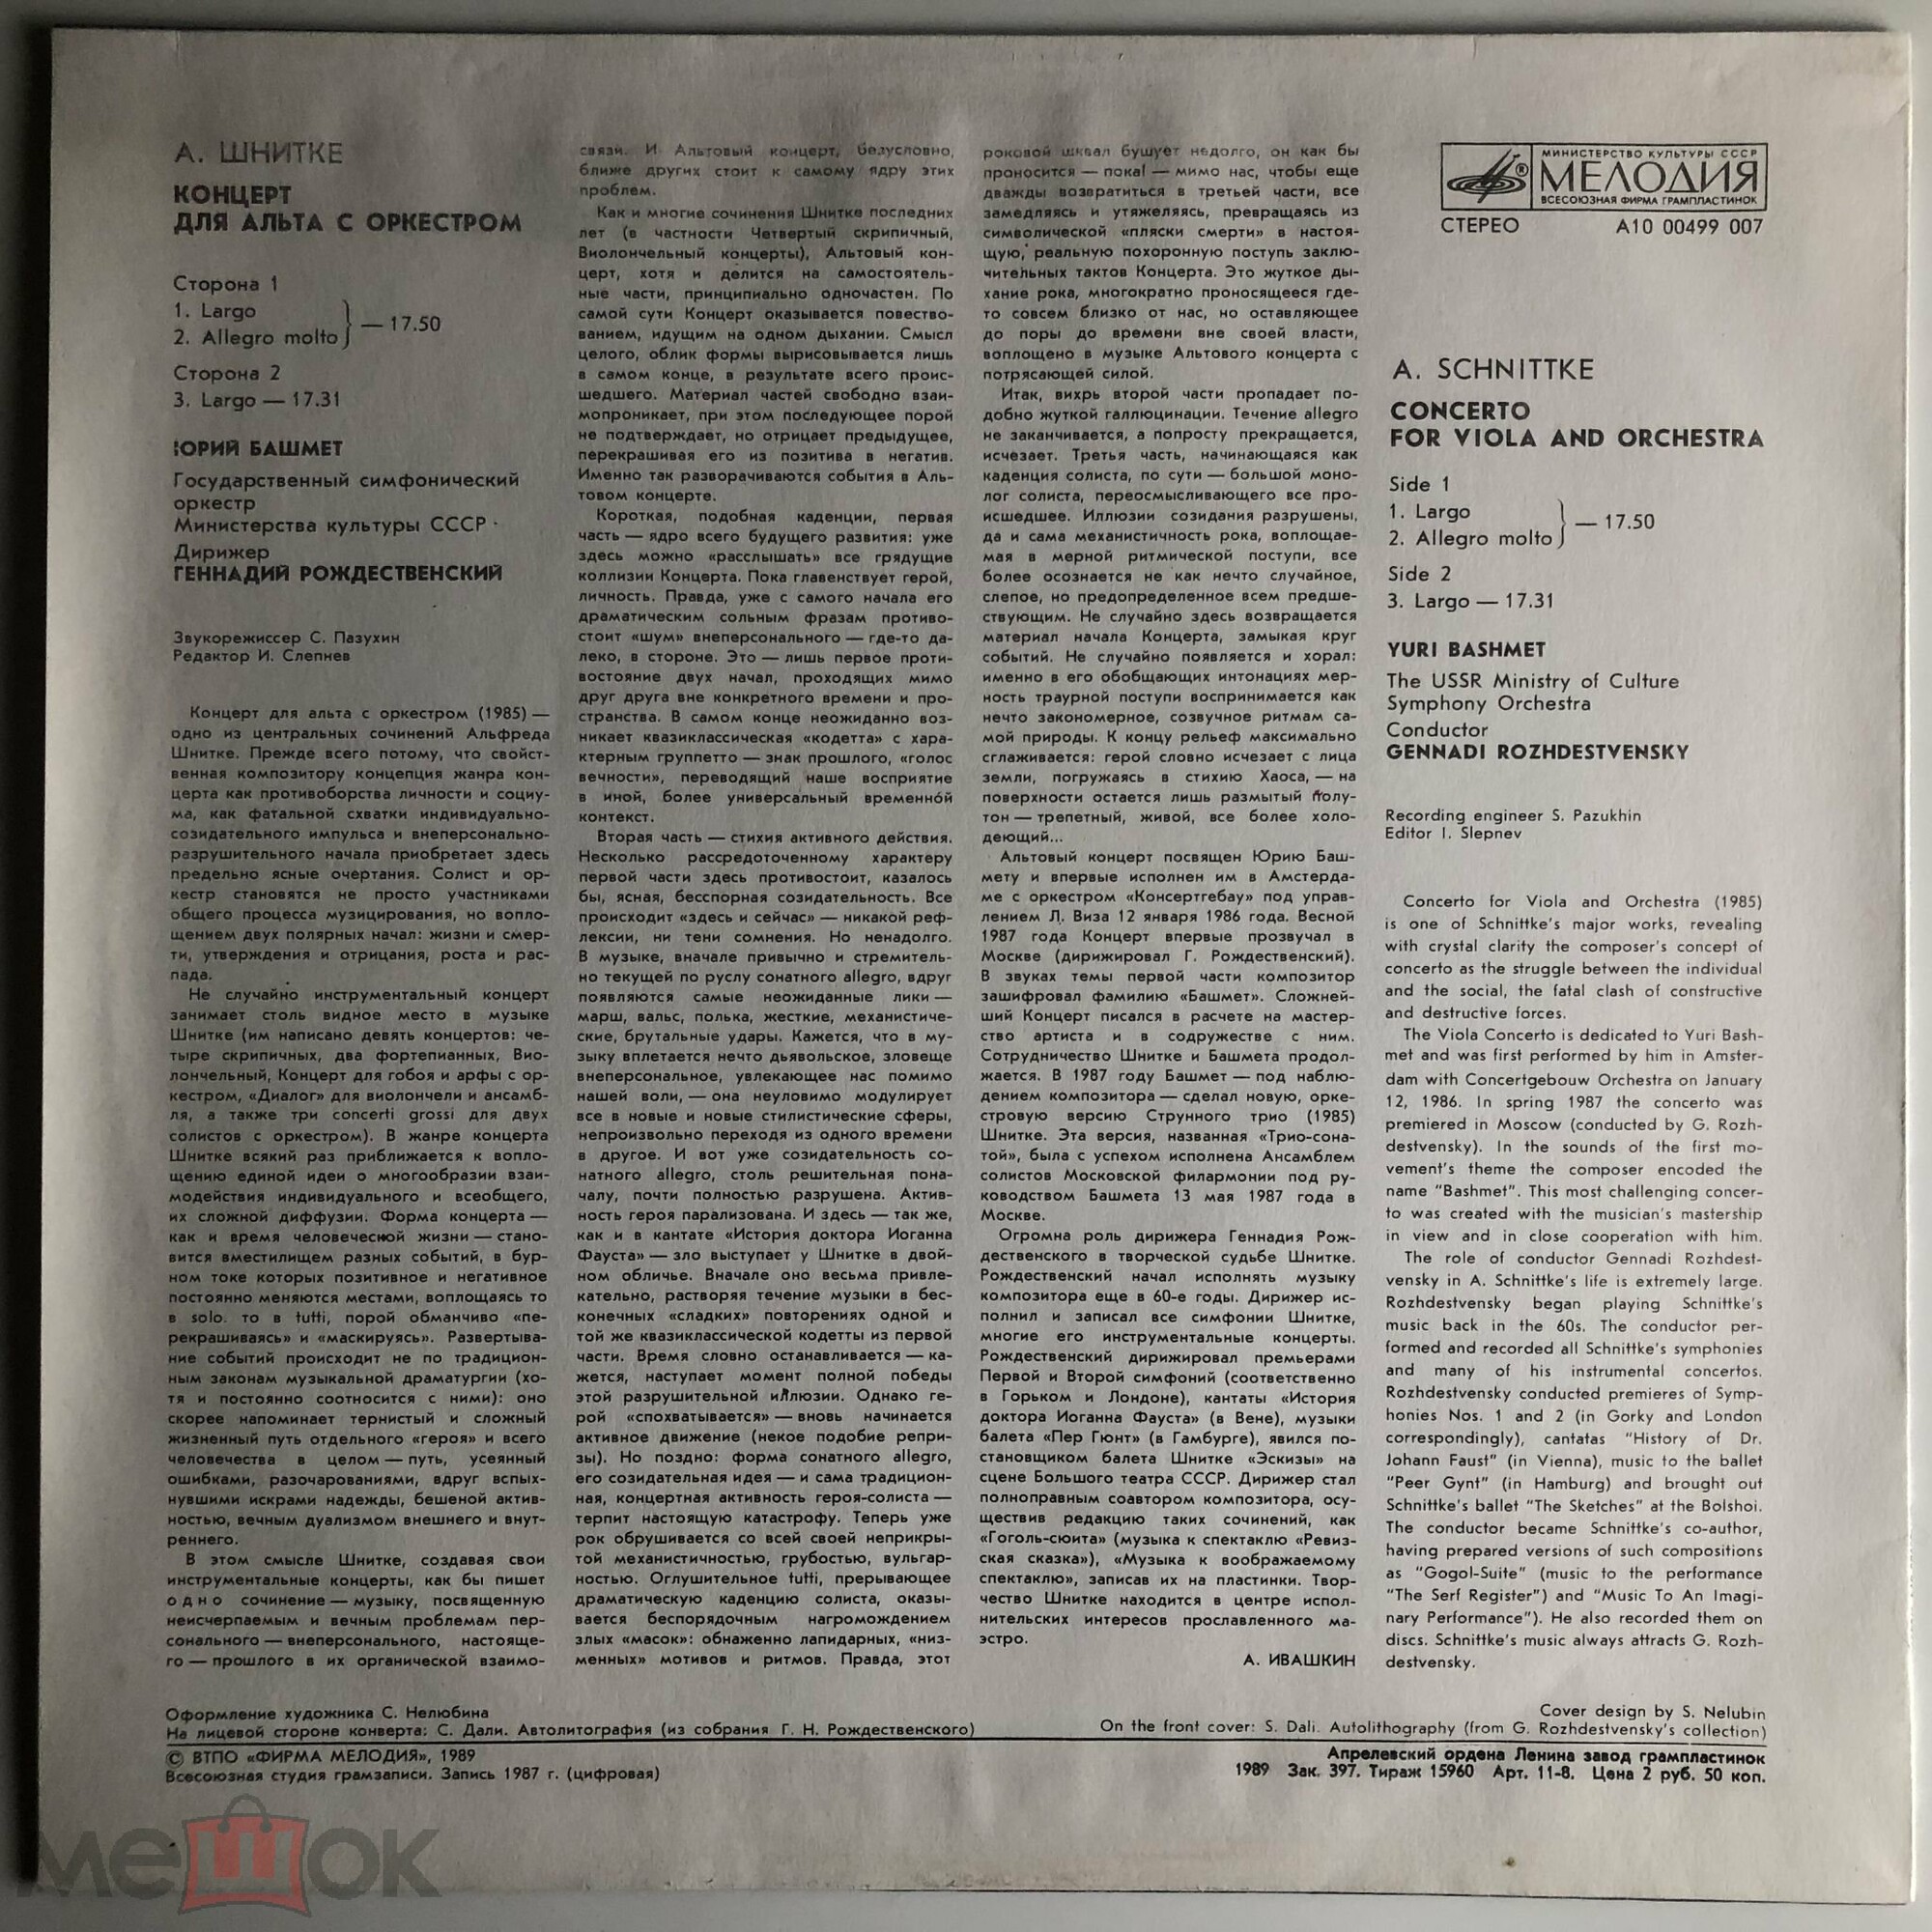 А. ШНИТКЕ
КОНЦЕРТ
ДЛЯ АЛЬТА С ОРКЕСТРОМ
Сторона 1
1. Largo
2. Allegro molto
— 17.50
Сторона 2
3. Largo — 17.31
ЮРИЙ БАШМЕТ
Государственный симфонический
оркестр
Министерства культуры СССР
Дирижер
ГЕННАДИЙ РОЖДЕСТВЕНСКИЙ
Звукорежиссер С. Пазухин
Редактор И. Слепнев
Концерт для альта с оркестром (1985) —
одно из центральных сочинений Альфреда
Шнитке. Прежде всего потому, что свойст-
венная композитору концепция жанра кон-
церта как противоборства личности и социу-
ма, как фатальной схватки индивидуально-
созидательного импульса и внеперсонально-
разрушительного начала приобретает здесь
предельно ясные очертания. Солист и ор-
кестр становятся не просто участниками
общего процесса музицирования, но вопло-
щением двух полярных начал: жизни и смер-
ти, утверждения и отрицания, роста и рас-
пада.
Не случайно инструментальный концерт
занимает столь видное место в музыке
Шнитке (им написано девять концертов: че-
тыре скрипичных, два фортепианных, Вио-
лончельный, Концерт для гобоя и арфы с ор-
кестром, «Диалог» для виолончели и ансамб-
ля, а также три concerti grossi для двух
солистов с оркестром). В жанре концерта
Шнитке всякий раз приближается к вопло-
щению единой идеи о многообразии взаи-
модействия индивидуального и всеобщего,
их сложной диффузии. Форма концерта —
как и время человеческой жизни — стано-
вится вместилищем разных событий, в бур-
ном токе которых позитивное и негативное
постоянно меняются местами, воплощаясь то
в solo. то в tutti, порой обманчиво «пе-
рекрашиваясь» и «маскируясь». Развертыва-
ние событий происходит не по традицион-
ным законам музыкальной драматургии (хо-
тя и постоянно соотносится с ними): оно
скорее напоминает тернистый и сложный
жизненный путь отдельного «героя» и всего
человечества в целом — путь, усеянный
ошибками, разочарованиями, вдруг вспых-
нувшими искрами надежды, бешеной актив-
ностью, вечным дуализмом внешнего и внут-
реннего.
В этом смысле Шнитке, создавая свои
инструментальные концерты, как бы пишет
одно сочинение — музыку, посвященную
неисчерпаемым и вечным проблемам пер-
сонального — внеперсонального, настояще-
го — прошлого в их органической взаимо-
связи. И Альтовый концерт, безусловно,
ближе других стоит к самому ядру этих
проблем.
Как и многие сочинения Шнитке последних
лет (в частности Четвертый скрипичный,
Виолончельный концерты), Альтовый кон-
церт, хотя и делится на самостоятель-
ные части, принципиально одночастен. По
самой сути Концерт оказывается повество-
ванием, идущим на одном дыхании. Смысл
целого, облик формы вырисовывается лишь
в самом конце, в результате всего проис-
шедшего. Материал частей свободно взаи-
мопроникает, при этом последующее порой
не подтверждает, но отрицает предыдущее,
перекрашивая его из позитива в негатив.
Именно так разворачиваются события в Аль-
товом концерте.
Короткая, подобная каденции, первая
часть — ядро всего будущего развития: уже
здесь можно «расслышать» все грядущие
коллизии Концерта. Пока главенствует герой,
личность. Правда, уже с самого начала его
драматическим сольным фразам противо-
стоит «шум» внеперсонального — где-то да-
леко, в стороне. Это — лишь первое проти-
востояние двух начал, проходящих мимо
друг друга вне конкретного времени и про-
странства. В самом конце неожиданно воз-
никает квазиклассическая «кодетта» с хара-
ктерным группетто — знак прошлого, «голос
вечности», переводящий наше восприятие
в иной, более универсальный временнóй
контекст.
Вторая часть — стихия активного действия.
Несколько рассредоточенному характеру
первой части здесь противостоит, казалось
бы, ясная, бесспорная созидательность. Все
происходит «здесь и сейчас» — никакой реф-
лексии, ни тени сомнения. Но ненадолго.
В музыке, вначале привычно и стремитель-
но текущей по руслу сонатного allegro, вдруг
появляются самые неожиданные лики —
марш, вальс, полька, жесткие, механистиче-
ские, брутальные удары. Кажется, что в му-
зыку вплетается нечто дьявольское, зловеще
внеперсональное, увлекающее нас помимо
нашей воли, — она неуловимо модулирует
все в новые и новые стилистические сферы,
непроизвольно переходя из одного времени
в другое. И вот уже созидательность со-
натного allegro, столь решительная пона-
чалу, почти полностью разрушена. Актив-
ность героя парализована. И здесь — так же,
как и в кантате «История доктора Иоганна
Фауста» — зло выступает у Шнитке в двой-
ном обличье. Вначале оно весьма привле-
кательно, растворяя течение музыки в бес-
конечных «сладких» повторениях одной и
той же квазиклассической кодетты из первой
части. Время словно останавливается — ка-
жется, наступает момент полной победы
этой разрушительной иллюзии. Однако ге-
рой «спохватывается» — вновь начинается
активное движение (некое подобие репри-
зы). Но поздно: форма сонатного allegro,
его созидательная идея — и сама традицион-
ная, концертная активность героя-солиста —
терпит настоящую катастрофу. Теперь уже
рок обрушивается со всей своей неприкры-
той механистичностью, грубостью, вульгар-
ностью. Оглушительное tutti, прерывающее
драматическую каденцию солиста, оказы-
вается беспорядочным нагромождением
злых «масок»: обнаженно лапидарных, «низ-
менных» мотивов и ритмов. Правда, этот
роковой шквал бушует недолго, он как бы
проносится — пока! — мимо нас, чтобы еще
дважды возвратиться в третьей части, все
замедляясь и утяжеляясь, превращаясь из
символической «пляски смерти» в настоя-
щую, реальную похоронную поступь заклю-
чительных тактов Концерта. Это жуткое ды-
хание рока, многократно проносящееся где-
то совсем близко от нас, но оставляющее
до поры до времени вне своей власти,
воплощено в музыке Альтового концерта с
потрясающей силой.
Итак, вихрь второй части пропадает по-
добно жуткой галлюцинации. Течение allegro
не заканчивается, а попросту прекращается,
исчезает. Третья часть, начинающаяся как
каденция солиста, по сути — большой моно-
лог солиста, переосмысливающего все про-
исшедшее. Иллюзии созидания разрушены,
да и сама механистичность рока, воплощае-
мая в мерной ритмической поступи, все
более осознается не как нечто случайное,
слепое, но предопределенное всем предше-
ствующим. Не случайно здесь возвращается
материал начала Концерта, замыкая круг
событий. Не случайно появляется и хорал:
именно в его обобщающих интонациях мер-
ность траурной поступи воспринимается как
нечто закономерное, созвучное ритмам са-
мой природы. К концу рельеф максимально
сглаживается: герой словно исчезает с лица
земли, погружаясь в стихию Хаоса, — на
поверхности остается лишь размытый полу-
тон — трепетный, живой, все более холо-
деющий...
Альтовый концерт посвящен Юрию Баш-
мету и впервые исполнен им в Амстерда-
ме с оркестром «Консертгебау» под управ-
лением Л. Виза 12 января 1986 года. Весной
1987 года Концерт впервые прозвучал в
Москве (дирижировал Г. Рождественский).
В звуках темы первой части композитор
зашифровал фамилию «Башмет». Сложней-
ший Концерт писался в расчете на мастер-
ство артиста и в содружестве с ним.
Сотрудничество Шнитке и Башмета продол-
жается. В 1987 году Башмет — под наблю-
дением композитора — сделал новую, орке-
стровую версию Струнного трио (1985)
Шнитке. Эта версия, названная «Трио-сона-
той», была с успехом исполнена Ансамблем
солистов Московской филармонии под ру-
ководством Башмета 13 мая 1987 года в
Москве.
Огромна роль дирижера Геннадия Рож-
дественского в творческой судьбе Шнитке.
Рождественский начал исполнять музыку
композитора еще в 60-е годы. Дирижер ис-
полнил и записал все симфонии Шнитке,
многие его инструментальные концерты.
Рождественский дирижировал премьерами
Первой и Второй симфоний (соответственно
в Горьком и Лондоне), кантаты «История
доктора Иоганна Фауста» (в Вене), музыки
балета «Пер Гюнт» (в Гамбурге), явился по-
становщиком балета Шнитке «Эскизы» на
сцене Большого театра СССР. Дирижер стал
полноправным соавтором композитора, осу-
ществив редакцию таких сочинений, как
«Гоголь-сюита» (музыка к спектаклю «Ревиз-
ская сказка»), «Музыка к воображаемому
спектаклю», записав их на пластинки. Твор-
чество Шнитке находится в центре испол-
нительских интересов прославленного ма-
эстро.
А. ИВАШКИН
МИНИСТЕРСТВО КУЛЬТУРЫ СССР
МЕЛОДИЯ
ВСЕСОЮЗНАЯ ФИРМА ГРАМПЛАСТИНОК
СТЕРЕО А10 00499 007
A. SCHNITTKE
CONCERTO
FOR VIOLA AND ORCHESTRA
Side 1
1. Largo
2. Allegro molto
— 17.50
Side 2
3. Largo — 17.31
YURI BASHMET
The USSR Ministry of Culture
Symphony Orchestra
Conductor
GENNADI ROZHDESTVENSKY
Recording engineer S. Pazukhin
Editor I. Slepnev
Concerto for Viola and Orchestra (1985)
is one of Schnittke's major works, revealing
with crystal clarity the composer's concept of
concerto as the struggle between the individual
and the social, the fatal clash of constructive
and destructive forces.
The Viola Concerto is dedicated to Yuri Bash-
met and was first performed by him in Amster-
dam with Concertgebouw Orchestra on January
12, 1986. In spring 1987 the concerto was
premiered in Moscow (conducted by G. Rozh-
destvensky). In the sounds of the first mo-
vement's theme the composer encoded the
name "Bashmet". This most challenging concer-
to was created with the musician's mastership
in view and in close cooperation with him.
The role of conductor Gennadi Rozhdest-
vensky in A. Schnittke's life is extremely large.
Rozhdestvensky began playing Schnittke's
music back in the 60s. The conductor per-
formed and recorded all Schnittke's symphonies
and many of his instrumental concertos.
Rozhdestvensky conducted premieres of Symp-
honies Nos. 1 and 2 (in Gorky and London
correspondingly), cantatas "History of Dr.
Johann Faust" (in Vienna), music to the ballet
"Peer Gynt" (in Hamburg) and brought out
Schnittke's ballet "The Sketches" at the Bolshoi.
The conductor became Schnittke's co-author,
having prepared versions of such compositions
as "Gogol-Suite" (music to the performance
"The Serf Register") and "Music To An Imagi-
nary Performance"). He also recorded them on
discs. Schnittke's music always attracts G. Rozh-
destvensky.
Оформление художника С. Нелюбина
На лицевой стороне конверта: С. Дали. Автолитография (из собрания Г. Н. Рождественского)
Cover design by S. Nelubin
On the front cover: S. Dali. Autolithography (from G. Rozhdestvensky's collection)
© ВТПО «ФИРМА МЕЛОДИЯ», 1989
Всесоюзная студия грамзаписи. Запись 1987 г. (цифровая)
Апрелевский ордена Ленина завод грампластинок
1989 Зак. 397. Тираж 15960 Арт. 11-8. Цена 2 руб. 50 коп.
мешок